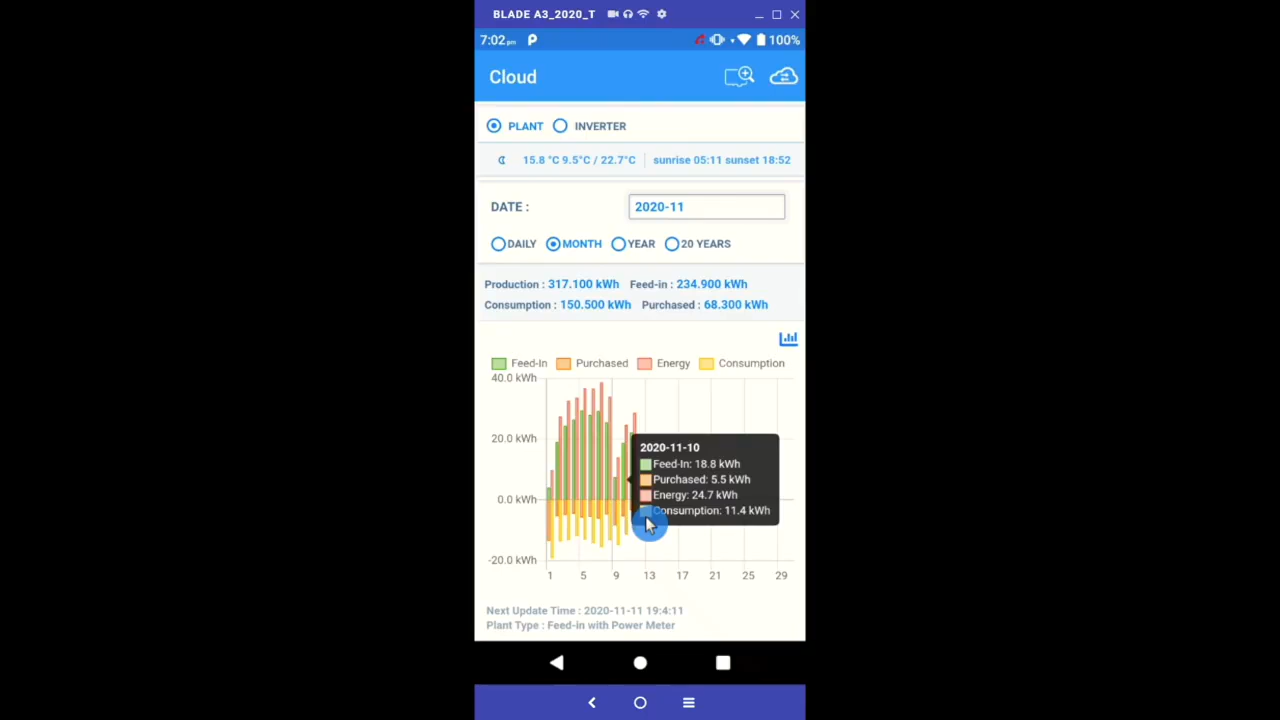 BLADE A3_2020_T
7:02pm 100%
Cloud
PLANT INVERTER
15.8 °C 9.5°C / 22.7°C sunrise 05:11 sunset 18:52
DATE : 2020-11
DAILY MONTH YEAR 20 YEARS
Production : 317.100 kWh Feed-in : 234.900 kWh
Consumption : 150.500 kWh Purchased : 68.300 kWh
Feed-In Purchased Energy Consumption
40.0 kWh
20.0 kWh
0.0 kWh
-20.0 kWh
2020-11-10
Feed-In: 18.8 kWh
Purchased: 5.5 kWh
Energy: 24.7 kWh
Consumption: 11.4 kWh
1 5 9 13 17 21 25 29
Next Update Time : 2020-11-11 19:4:11
Plant Type : Feed-in with Power Meter